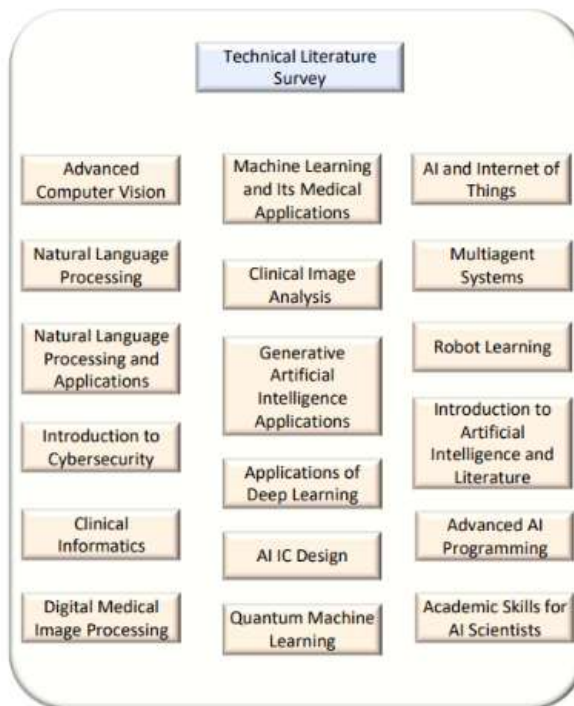 Technical Literature
Survey
Advanced
Computer Vision
Natural Language
Processing
Natural Language
Processing and
Applications
Introduction to
Cybersecurity
Clinical
Informatics
Digital Medical
Image Processing
Machine Learning
and Its Medical
Applications
Clinical Image
Analysis
Generative
Artificial
Intelligence
Applications
Applications of
Deep Learning
AI IC Design
Quantum Machine
Learning
AI and Internet of
Things
Multiagent
Systems
Robot Learning
Introduction to
Artificial
Intelligence and
Literature
Advanced AI
Programming
Academic Skills for
AI Scientists